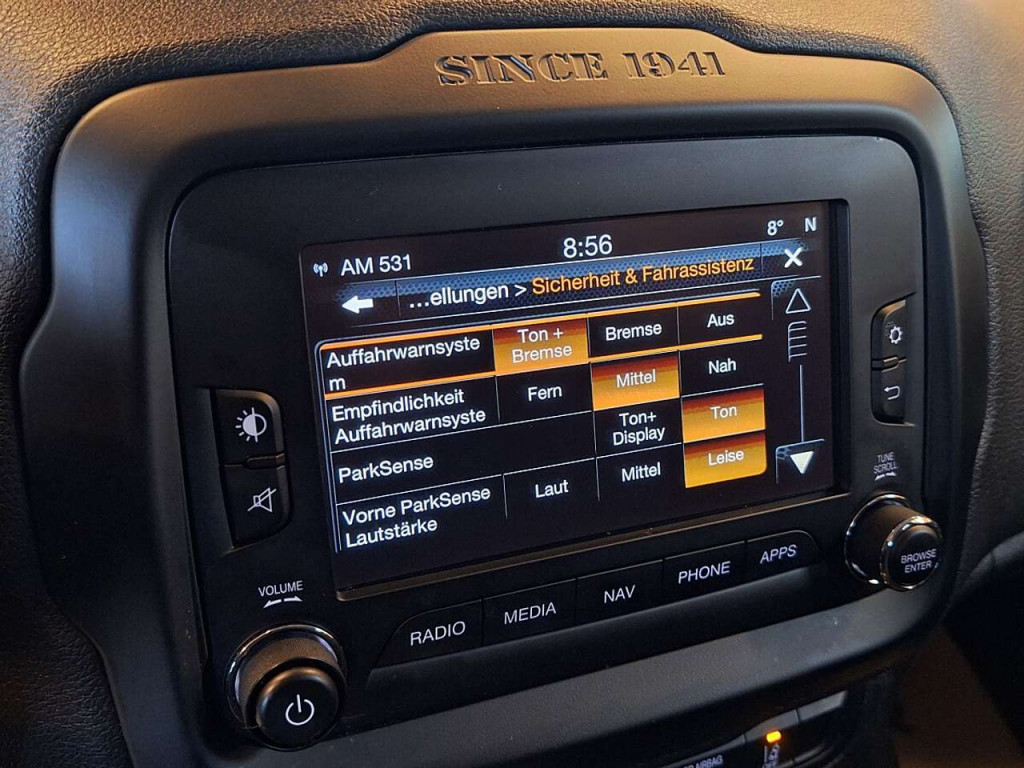 SINCE 1941
AM 531
8:56
8° N
...ellungen > Sicherheit & Fahrassistenz
Auffahrwarnsyste
m
Ton +
Bremse
Bremse
Aus
Empfindlichkeit
Auffahrwarnsyste
Fern
Mittel
Nah
ParkSense
Ton+
Display
Ton
Vorne ParkSense
Lautstärke
Laut
Mittel
Leise
TUNE
SCROLL
BROWSE
ENTER
VOLUME
RADIO
MEDIA
NAV
PHONE
APPS
AIRBAG